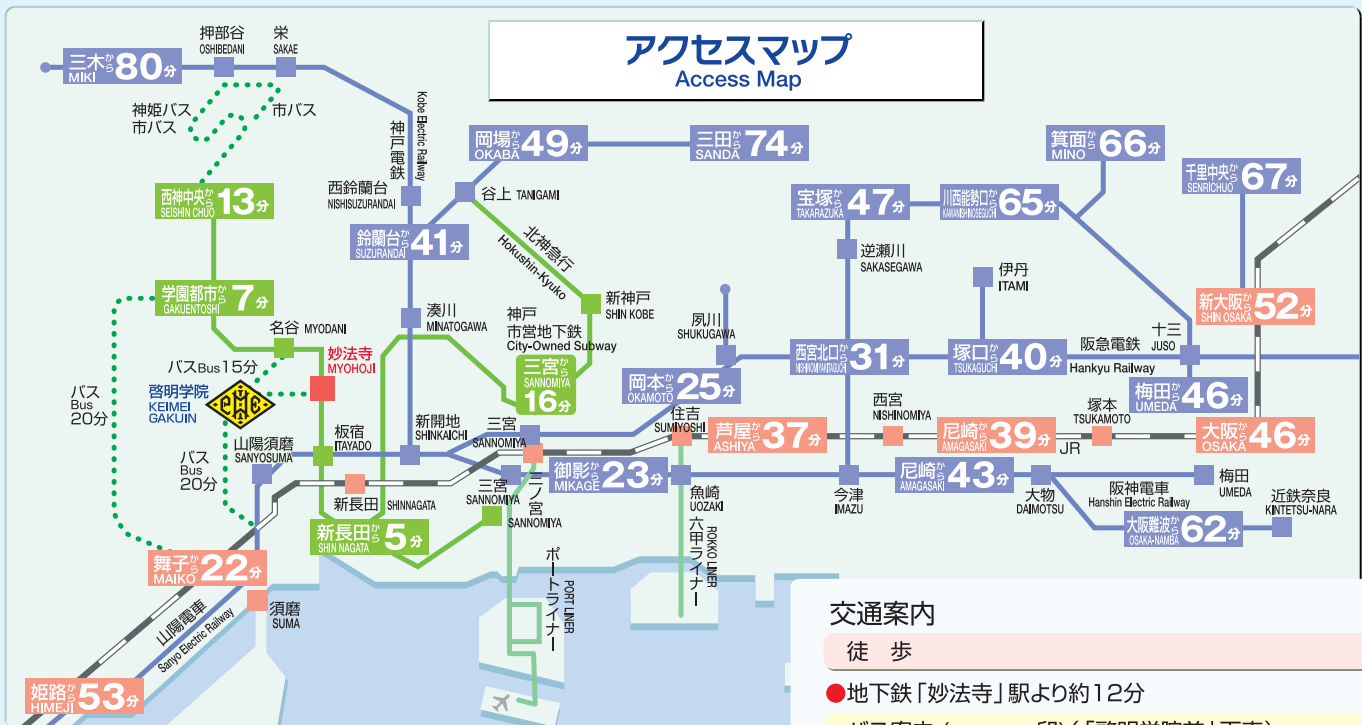 アクセスマップ
Access Map
三木から80分
MIKI
押部谷
OSHIBEDANI
栄
SAKAE
神姫バス
市バス
市バス
神戸電鉄
Kobe Electric Railway
岡場から49分
OKABA
三田から74分
SANDA
箕面から66分
MINO
千里中央から67分
SENRICHUO
西神中央から13分
SEISHIN CHUO
西鈴蘭台
NISHISUZURANDAI
谷上 TANIGAMI
宝塚から47分
TAKARAZUKA
川西能勢口から65分
KAWANISHINOSEGUCHI
鈴蘭台から41分
SUZURANDAI
北神急行
Hokushin-Kyuko
逆瀬川
SAKASEGAWA
伊丹
ITAMI
学園都市から7分
GAKUENTOSHI
新神戸
SHIN KOBE
新大阪から52分
SHIN OSAKA
湊川
MINATOGAWA
神戸
市営地下鉄
City-Owned Subway
夙川
SHUKUGAWA
名谷 MYODANI
妙法寺
MYOHOJI
十三
JUSO
阪急電鉄
Hankyu Railway
バスBus15分
三宮から
SANNOMIYA
16分
西宮北口から31分
NISHINOMIYAKITAGUCHI
塚口から40分
TSUKAGUCHI
岡本から25分
OKAMOTO
梅田から46分
UMEDA
啓明学院
KEIMEI
GAKUIN
バス
Bus
20分
山陽須磨
SANYOSUMA
板宿
ITAYADO
新開地
SHINKAICHI
三宮
SANNOMIYA
住吉
SUMIYOSHI
芦屋から37分
ASHIYA
西宮
NISHINOMIYA
尼崎から39分
AMAGASAKI
JR
塚本
TSUKAMOTO
大阪から46分
OSAKA
バス
Bus
20分
新長田 SHINNAGATA
三宮
SANNOMIYA
三ノ宮
SANNOMIYA
御影から23分
MIKAGE
魚崎
UOZAKI
今津
IMAZU
尼崎から43分
AMAGASAKI
大物
DAIMOTSU
阪神電車
Hanshin Electric Railway
梅田
UMEDA
近鉄奈良
KINTETSU-NARA
新長田から5分
SHIN NAGATA
大阪難波から62分
OSAKA-NAMBA
舞子から22分
MAIKO
須磨
SUMA
ポートライナー
PORT LINER
六甲ライナー
ROKKO LINER
山陽電車
Sanyo Electric Railway
姫路から53分
HIMEJI
交通案内
徒 歩
●地下鉄「妙法寺」駅より約12分